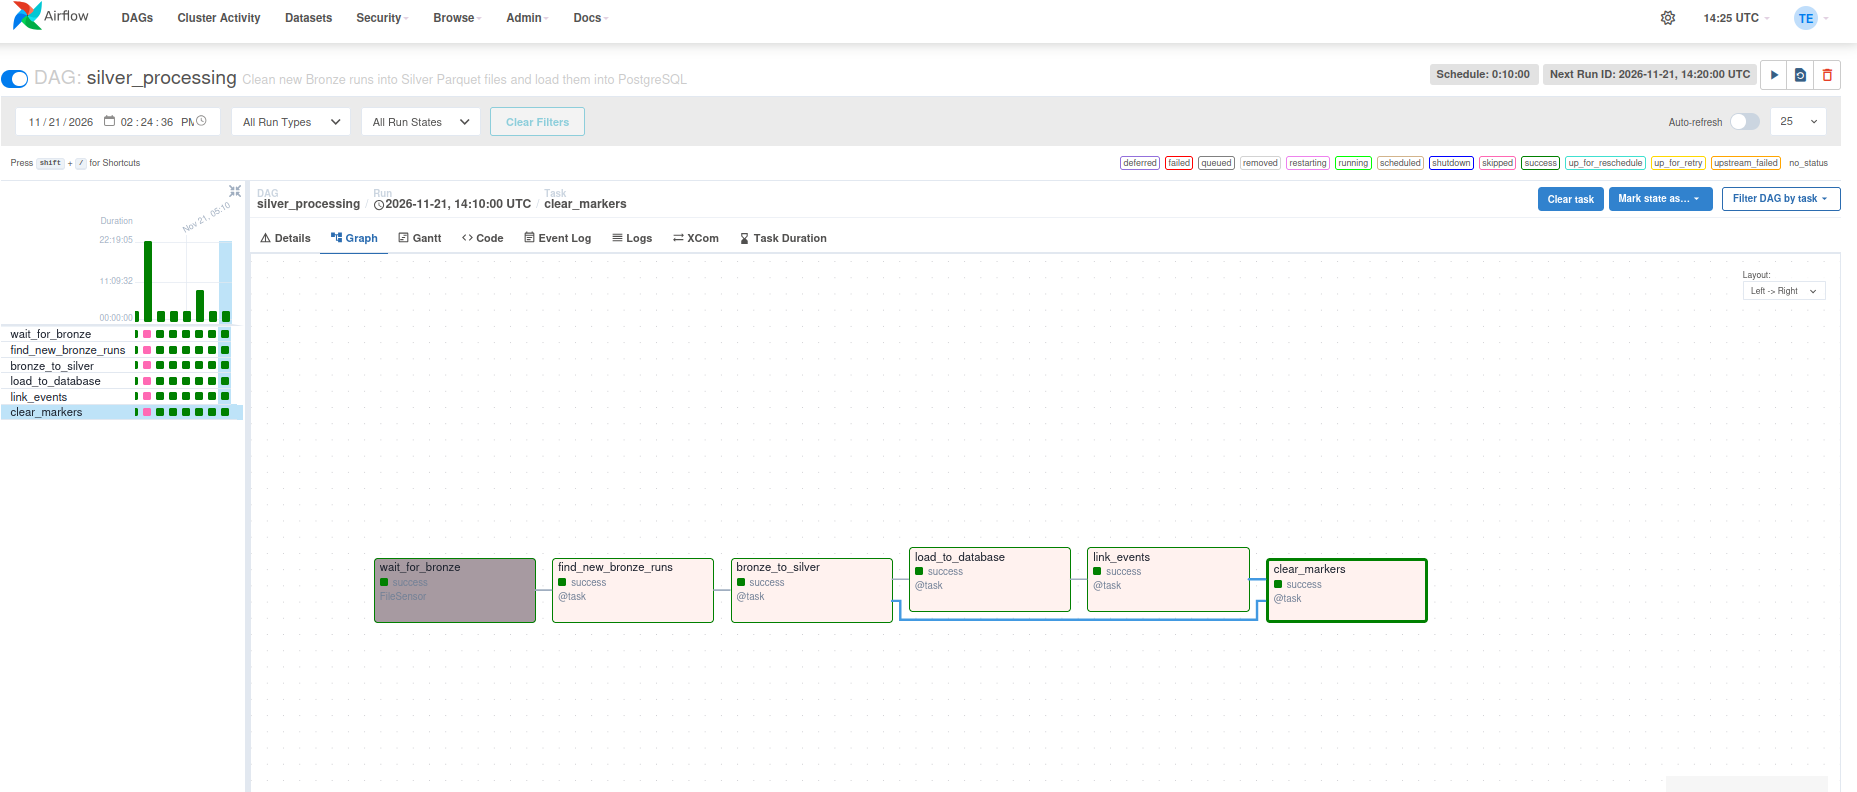 Airflow
DAGs Cluster Activity Datasets Security Browse Admin Docs 14:25 UTC TE
DAG: silver_processing Clean new Bronze runs into Silver Parquet files and load them into PostgreSQL Schedule: 0:10:00 Next Run ID: 2026-11-21, 14:20:00 UTC
11/21/2026 02:24:36 PM All Run Types All Run States Clear Filters Auto-refresh 25
Press shift + / for Shortcuts deferred failed queued removed restarting running scheduled shutdown skipped success up_for_reschedule up_for_retry upstream_failed no_status
DAG Run Task
silver_processing / 2026-11-21, 14:10:00 UTC / clear_markers Clear task Mark state as... Filter DAG by task
Details Graph Gantt Code Event Log Logs XCom Task Duration
Nov 21, 05:10
Duration
22:19:05
11:09:32
00:00:00
wait_for_bronze
find_new_bronze_runs
bronze_to_silver
load_to_database
link_events
clear_markers
Layout:
Left -> Right
wait_for_bronze
success
FileSensor
find_new_bronze_runs
success
@task
bronze_to_silver
success
@task
load_to_database
success
@task
link_events
success
@task
clear_markers
success
@task